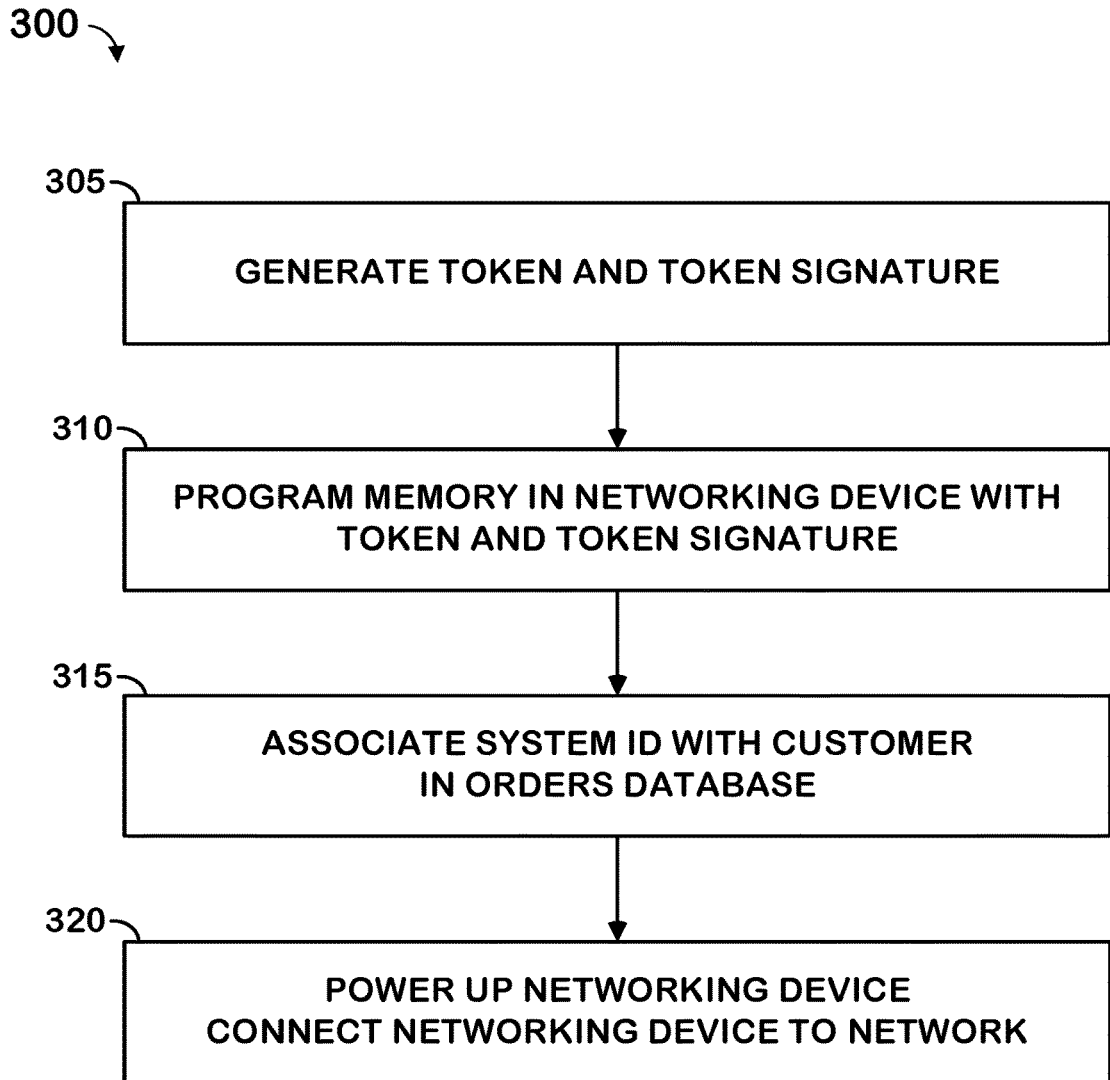 300
305
GENERATE TOKEN AND TOKEN SIGNATURE
310
PROGRAM MEMORY IN NETWORKING DEVICE WITH
TOKEN AND TOKEN SIGNATURE
315
ASSOCIATE SYSTEM ID WITH CUSTOMER
IN ORDERS DATABASE
320
POWER UP NETWORKING DEVICE
CONNECT NETWORKING DEVICE TO NETWORK